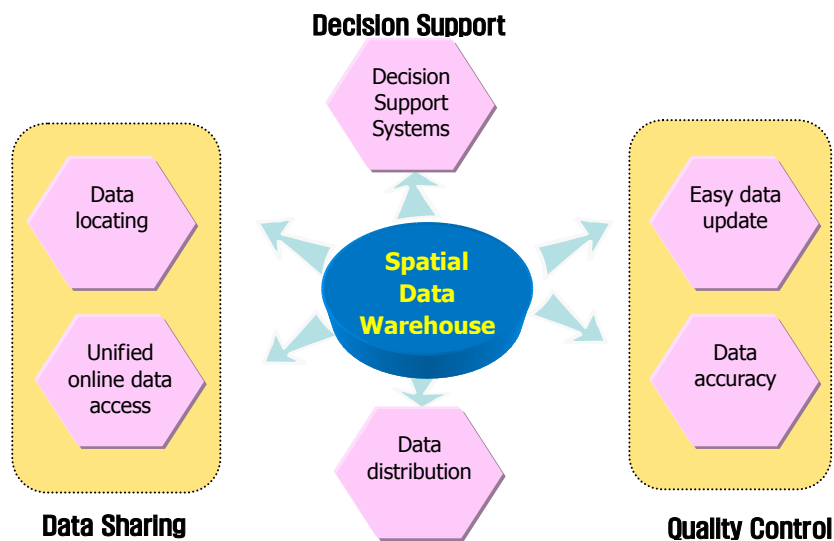 Decision Support
Decision
Support
Systems
Data
locating
Unified
online data
access
Data Sharing
Spatial
Data
Warehouse
Data
distribution
Easy data
update
Data
accuracy
Quality Control